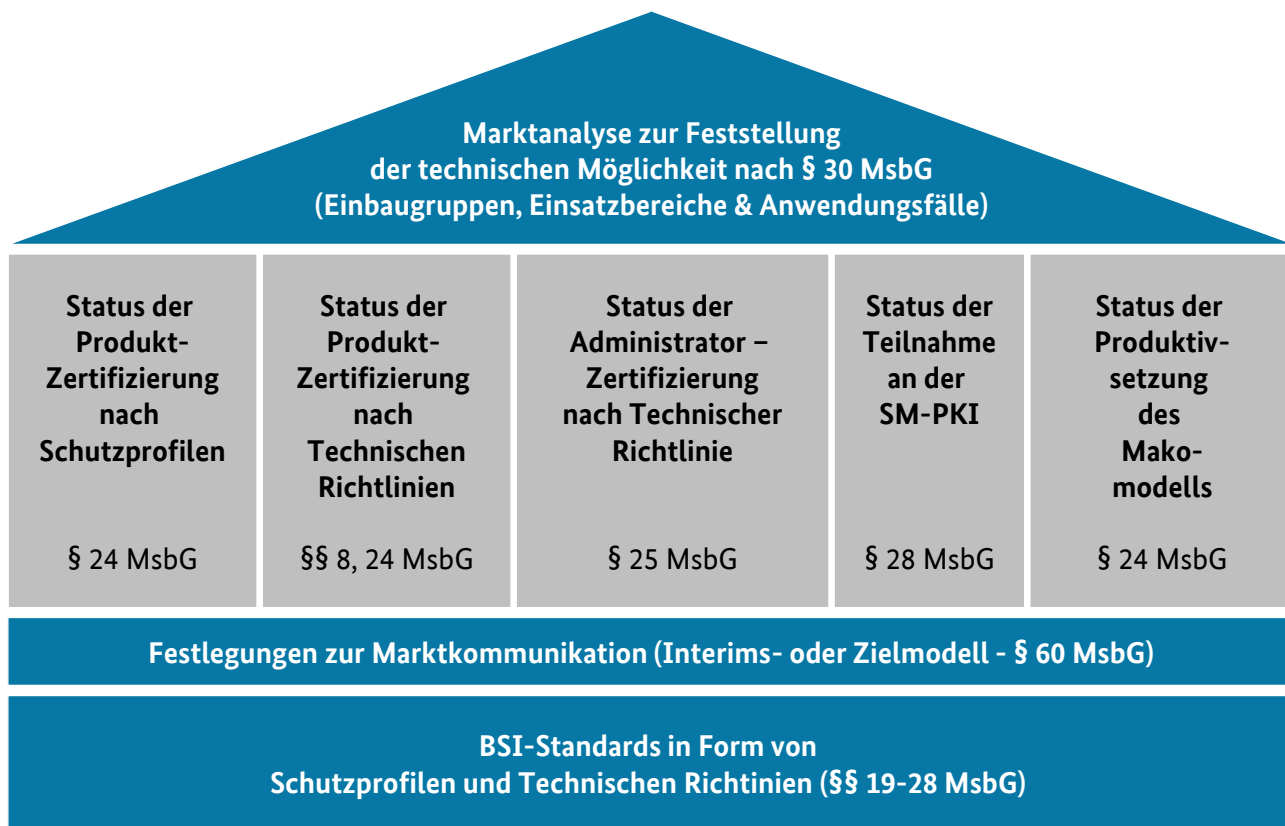 Marktanalyse zur Feststellung
der technischen Möglichkeit nach § 30 MsbG
(Einbaugruppen, Einsatzbereiche & Anwendungsfälle)
Status der
Produkt-
Zertifizierung
nach
Schutzprofilen
§ 24 MsbG
Status der
Produkt-
Zertifizierung
nach
Technischen
Richtlinien
§§ 8, 24 MsbG
Status der
Administrator –
Zertifizierung
nach Technischer
Richtlinie
§ 25 MsbG
Status der
Teilnahme
an der
SM-PKI
§ 28 MsbG
Status der
Produktiv-
setzung
des
Mako-
modells
§ 24 MsbG
Festlegungen zur Marktkommunikation (Interims- oder Zielmodell - § 60 MsbG)
BSI-Standards in Form von
Schutzprofilen und Technischen Richtinien (§§ 19-28 MsbG)